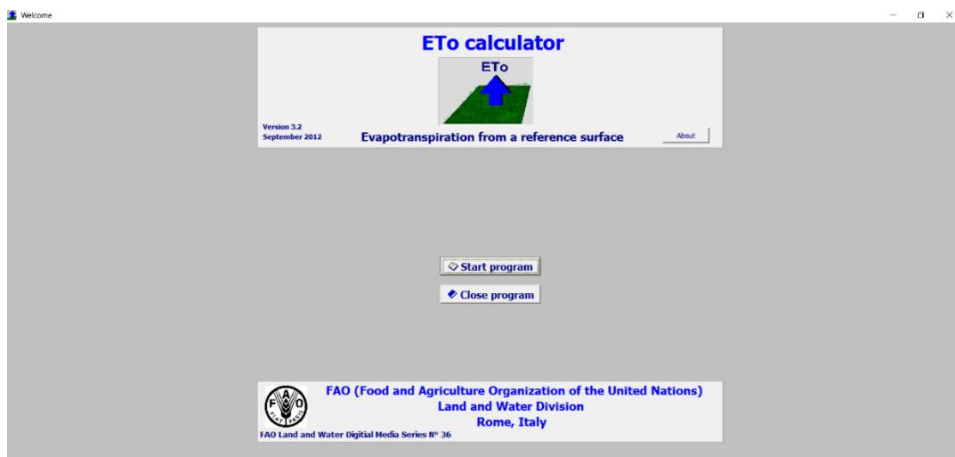 Welcome
ETo calculator
ETo
Version 3.2
September 2012
Evapotranspiration from a reference surface
About
Start program
Close program
FAO (Food and Agriculture Organization of the United Nations)
Land and Water Division
Rome, Italy
F A O
FIAT PANIS
FAO Land and Water Digitial Media Series N° 36